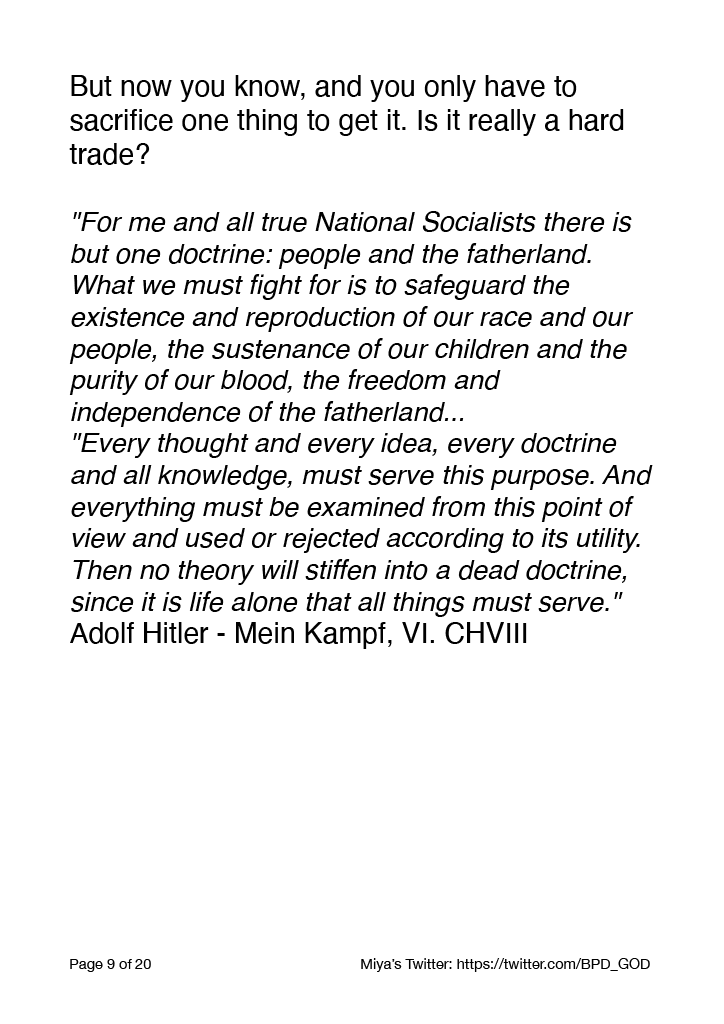 But now you know, and you only have to
sacrifice one thing to get it. Is it really a hard
trade?
"For me and all true National Socialists there is
but one doctrine: people and the fatherland.
What we must fight for is to safeguard the
existence and reproduction of our race and our
people, the sustenance of our children and the
purity of our blood, the freedom and
independence of the fatherland...
"Every thought and every idea, every doctrine
and all knowledge, must serve this purpose. And
everything must be examined from this point of
view and used or rejected according to its utility.
Then no theory will stiffen into a dead doctrine,
since it is life alone that all things must serve."
Adolf Hitler - Mein Kampf, VI. CHVIII
Page 9 of 20 Miya's Twitter: https://twitter.com/BPD_GOD